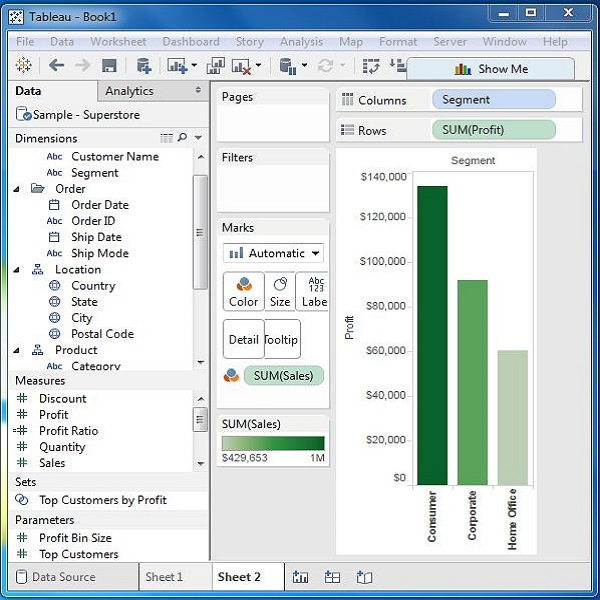 Tableau - Book1
File Data Worksheet Dashboard Story Analysis Map Format Server Window Help
Show Me
Data Analytics
Sample - Superstore
Dimensions
Abc Customer Name
Abc Segment
Order
Order Date
Abc Order ID
Ship Date
Abc Ship Mode
Location
Country
State
City
Postal Code
Product
Abc Category
Measures
Discount
Profit
Profit Ratio
Quantity
Sales
Sets
Top Customers by Profit
Parameters
Profit Bin Size
Top Customers
Pages
Filters
Marks
Automatic
Abc
123
Color Size Labe
Detail Tooltip
SUM(Sales)
SUM(Sales)
$429,653 1M
Columns Segment
Rows SUM(Profit)
Segment
$140,000
$120,000
$100,000
$80,000
$60,000
$40,000
$20,000
$0
Profit
Consumer
Corporate
Home Office
Data Source Sheet 1 Sheet 2